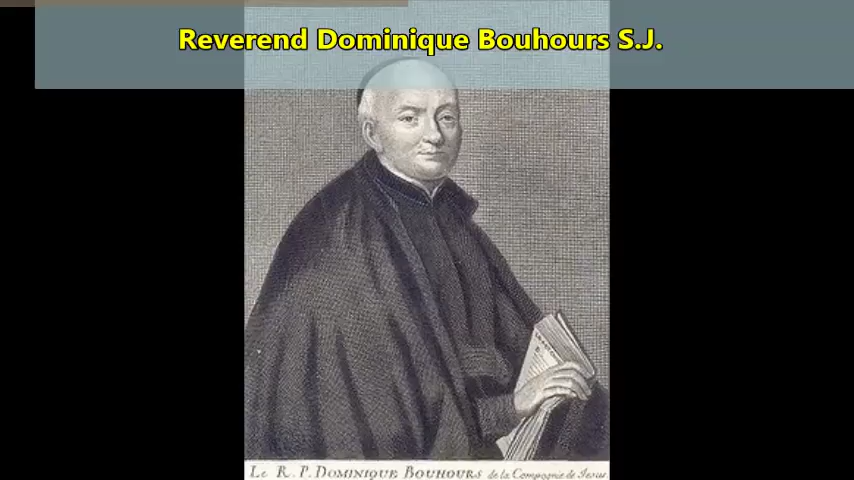 Reverend Dominique Bouhours S.J.
Le R. P. DOMINIQUE BOUHOURS de la Compagnie de Jesus.